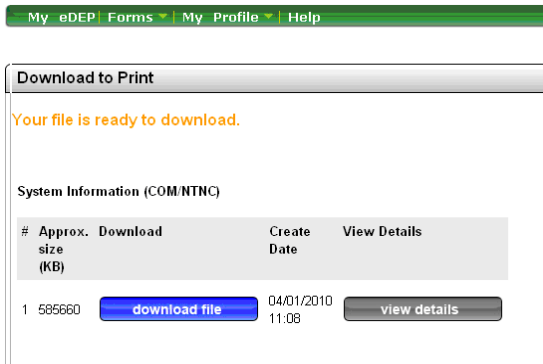 My eDEP| Forms | My Profile | Help
Download to Print
Your file is ready to download.
System Information (COM/NTNC)
# Approx. size (KB) Download Create Date View Details
1 585660 download file 04/01/2010 11:08 view details